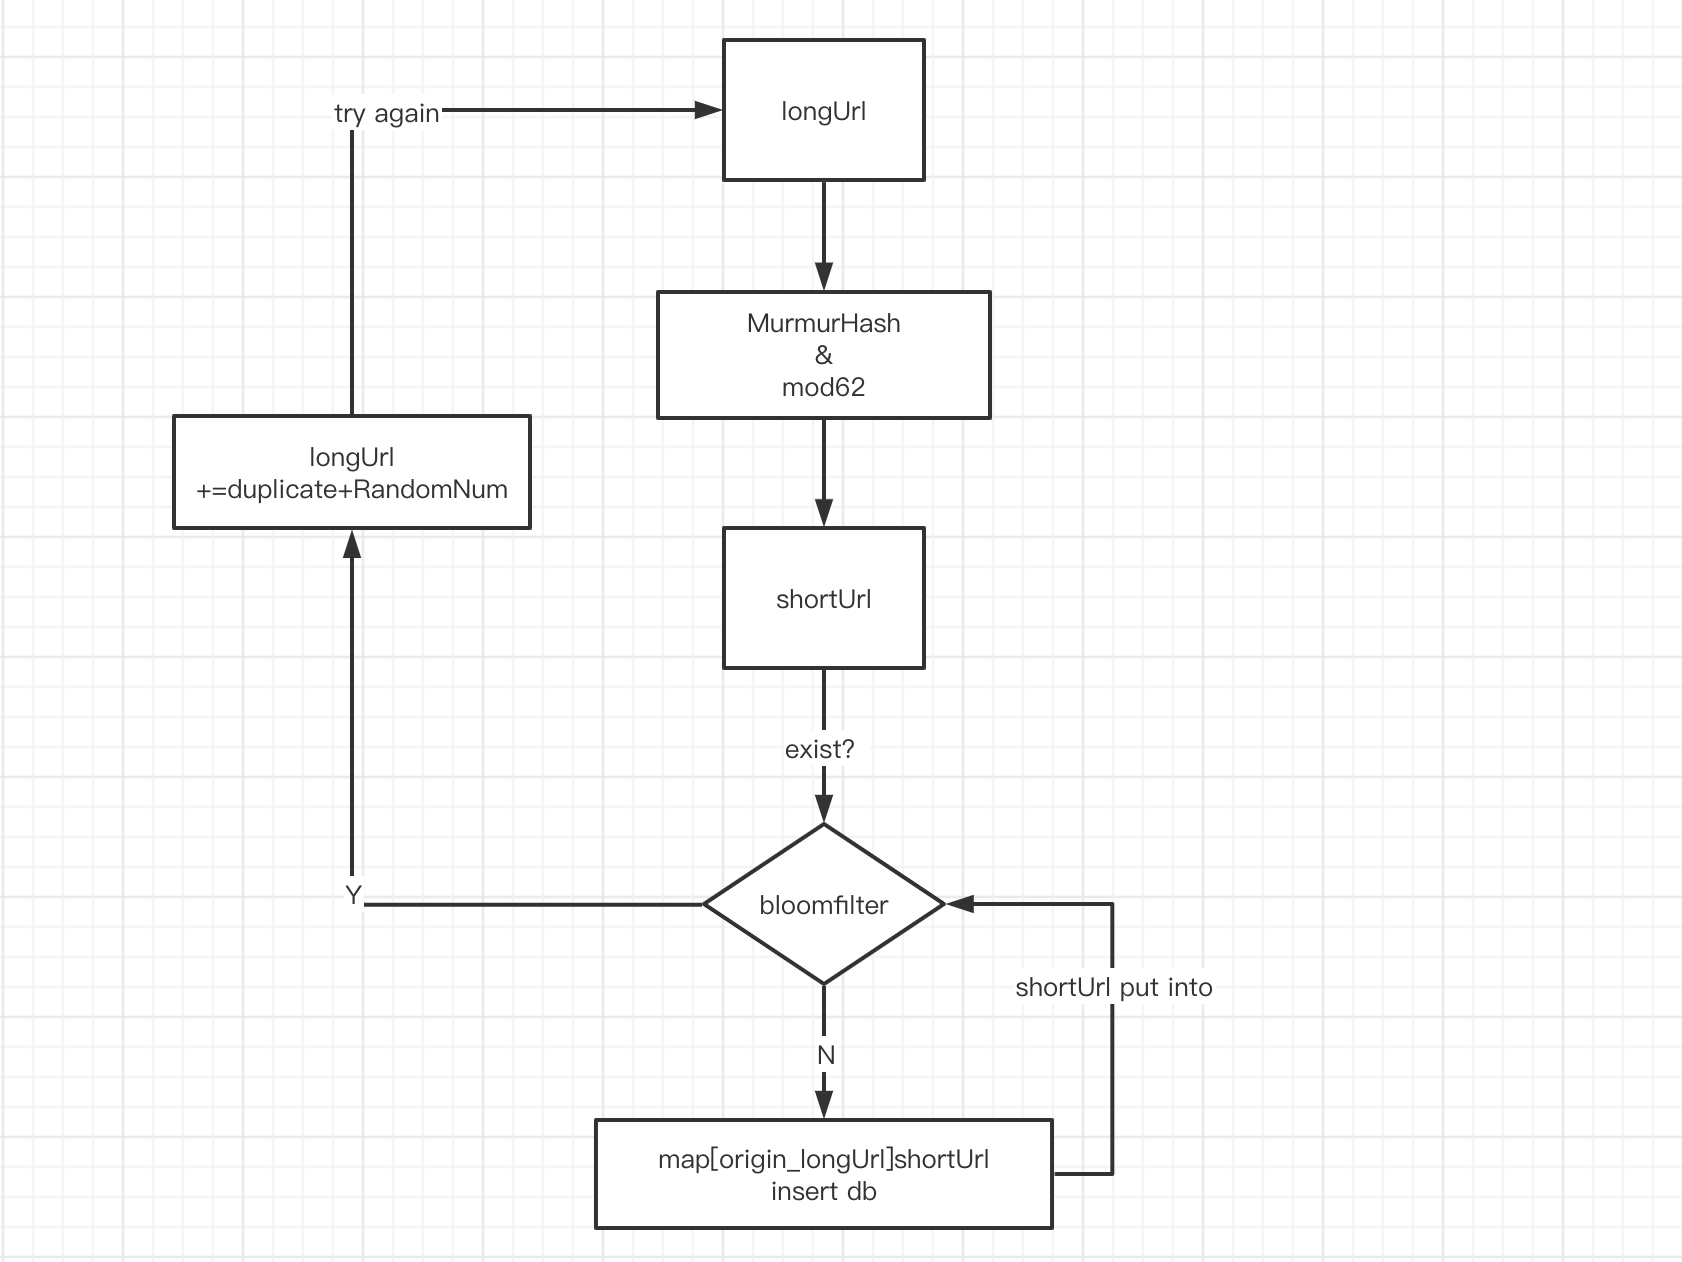 try again
longUrl
MurmurHash
&
mod62
longUrl
+=duplicate+RandomNum
shortUrl
exist?
Y
bloomfilter
shortUrl put into
N
map[origin_longUrl]shortUrl
insert db